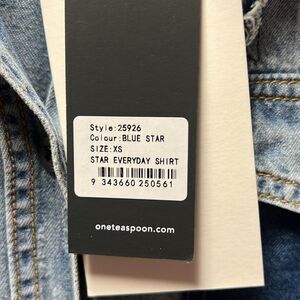 Style:25926
Colour:BLUE STAR
SIZE:XS
STAR EVERYDAY SHIRT
9 343660 250561
oneteaspoon.com